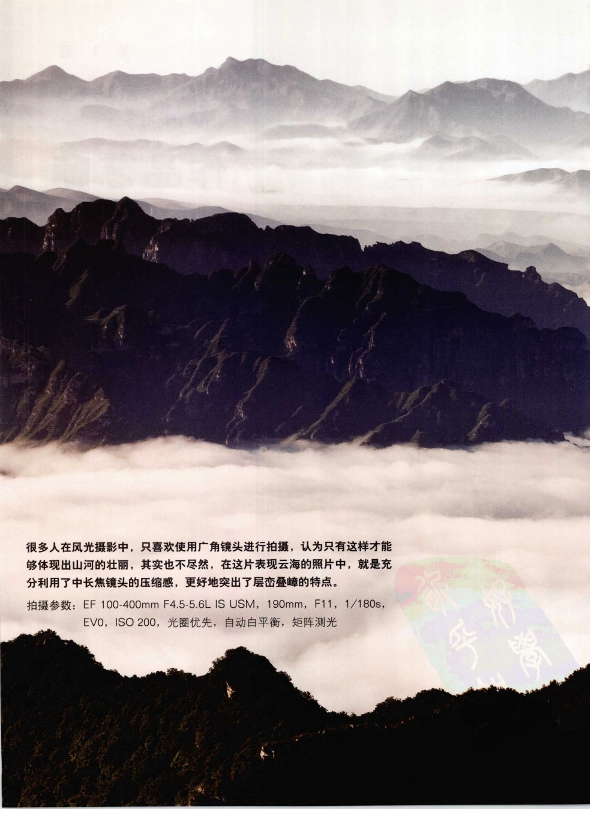 很多人在风光摄影中，只喜欢使用广角镜头进行拍摄，认为只有这样才能
够体现出山河的壮丽，其实也不尽然，在这片表现云海的照片中，就是充
分利用了中长焦镜头的压缩感，更好地突出了层峦叠嶂的特点。
拍摄参数：EF 100-400mm F4.5-5.6L IS USM，190mm，F11，1/180s，
EV0，ISO 200，光圈优先，自动白平衡，矩阵测光